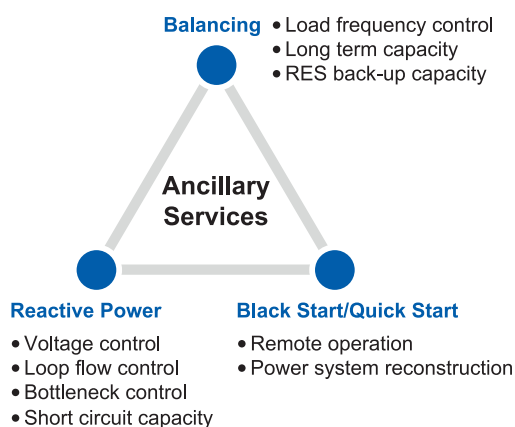 Balancing
• Load frequency control
• Long term capacity
• RES back-up capacity
Ancillary
Services
Reactive Power
• Voltage control
• Loop flow control
• Bottleneck control
• Short circuit capacity
Black Start/Quick Start
• Remote operation
• Power system reconstruction